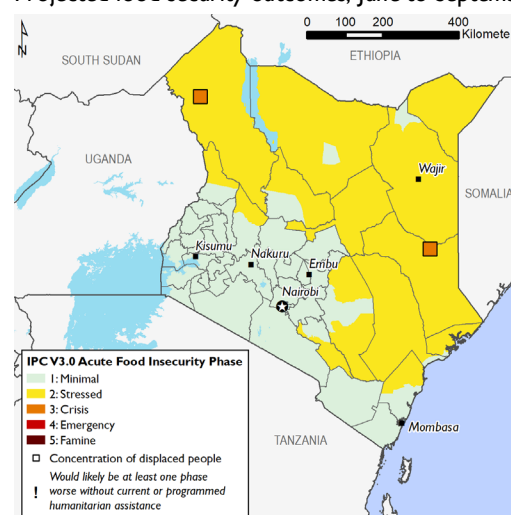 Projected food security outcomes, June to Septem
N
0 100 200 400
Kilomete
SOUTH SUDAN
ETHIOPIA
UGANDA
Wajir
SOMALIA
Kisumu
Nakuru
Embu
Nairobi
IPC V3.0 Acute Food Insecurity Phase
1: Minimal
2: Stressed
3: Crisis
4: Emergency
5: Famine
Concentration of displaced people
! Would likely be at least one phase
worse without current or programmed
humanitarian assistance
TANZANIA
Mombasa